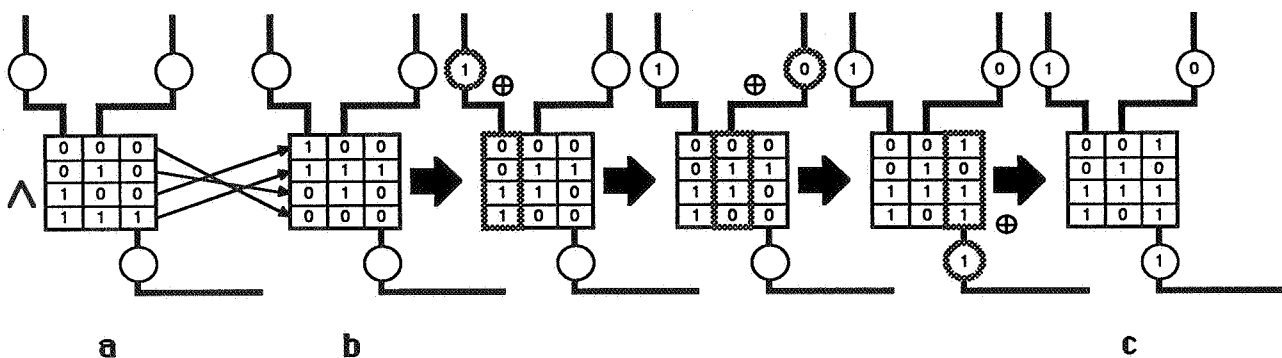 1 ⊕ 1 ⊕ 0 1 0 1 0
0 0 0 1 0 0 0 0 0 0 0 0 0 0 1 0 0 1
0 1 0 1 1 1 0 1 1 0 1 1 0 1 0 0 1 0
∧ 1 0 0 0 1 0 1 1 0 1 1 0 1 1 1 1 1 1
1 1 1 0 0 0 1 0 0 1 0 0 1 0 1 ⊕ 1 0 1
1 1
a b c